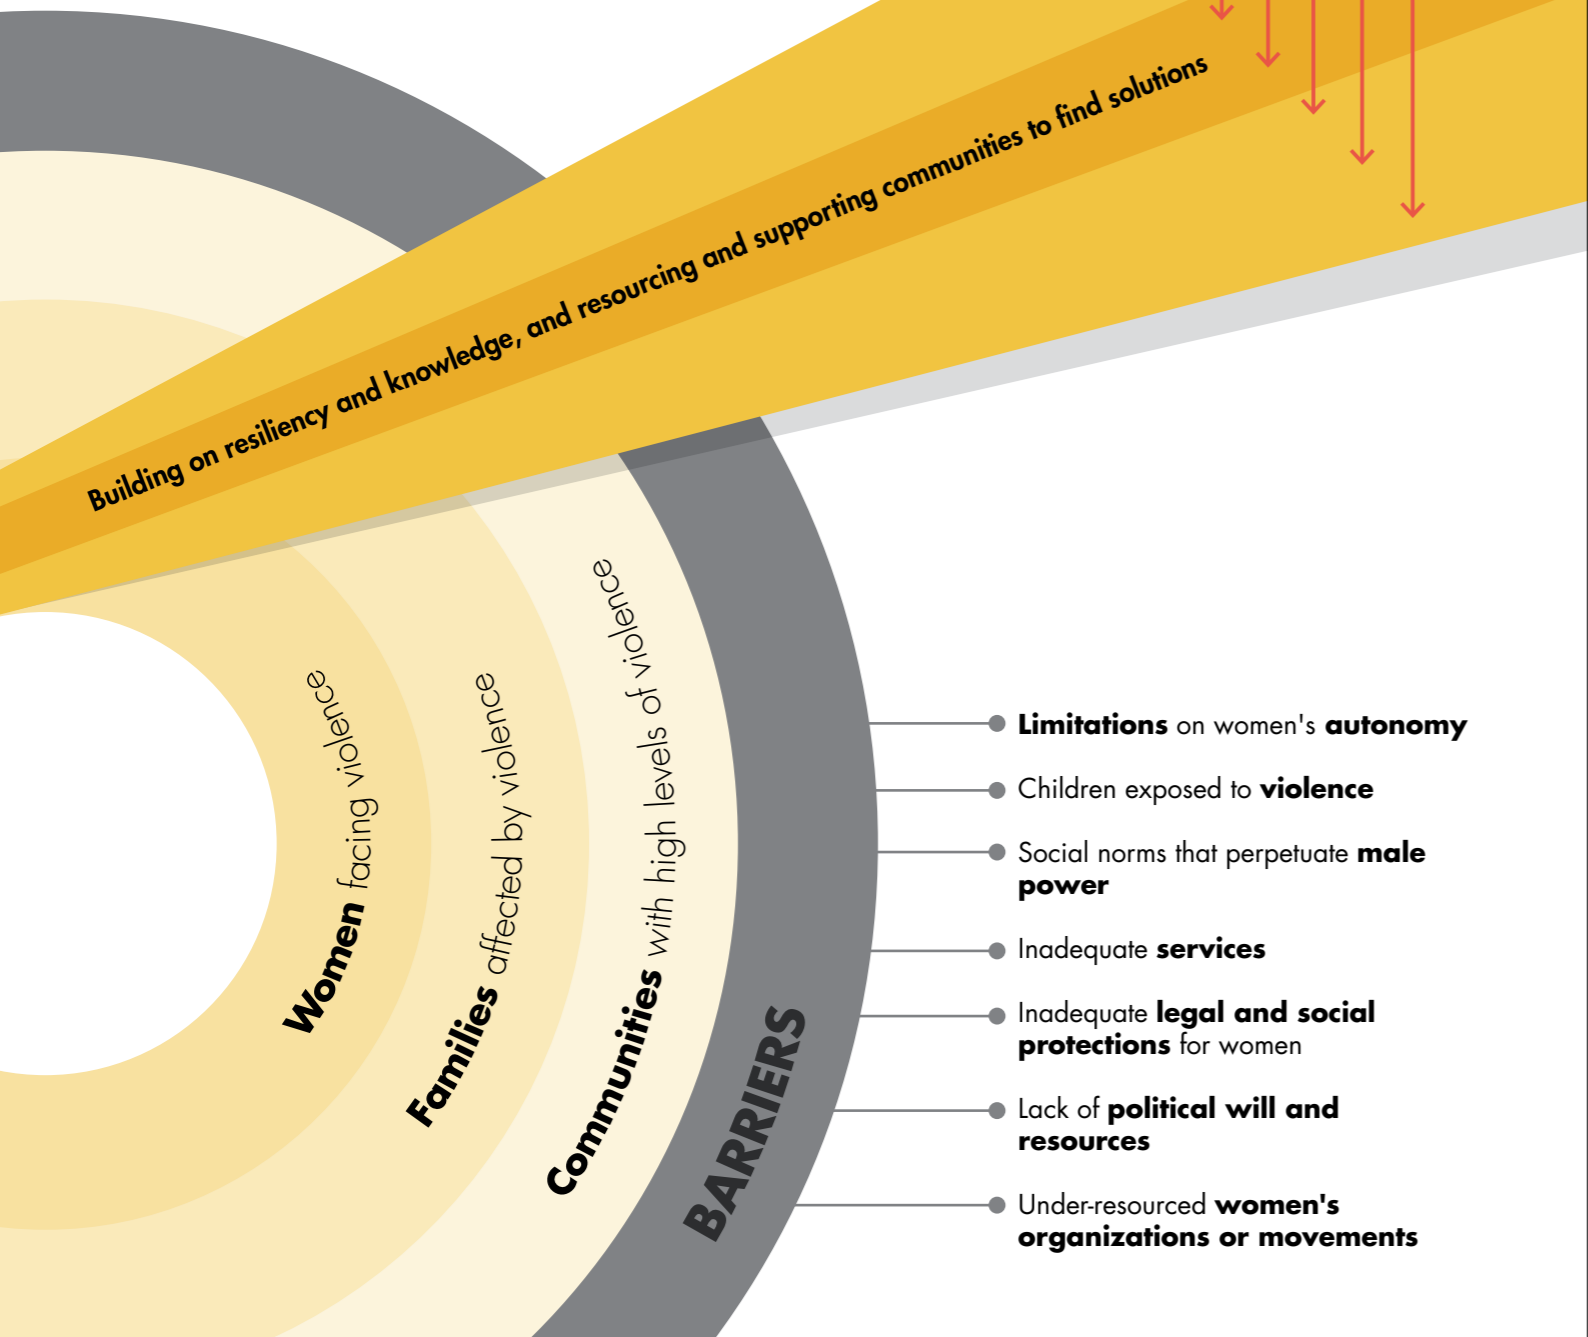 Building on resiliency and knowledge, and resourcing and supporting communities to find solutions
Women facing violence
Families affected by violence
Communities with high levels of violence
BARRIERS
Limitations on women's autonomy
Children exposed to violence
Social norms that perpetuate male
power
Inadequate services
Inadequate legal and social
protections for women
Lack of political will and
resources
Under-resourced women's
organizations or movements